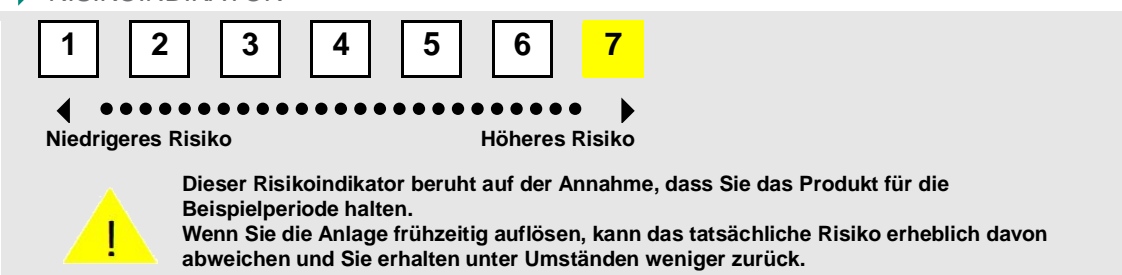 1 2 3 4 5 6 7
Niedrigeres Risiko Höheres Risiko
Dieser Risikoindikator beruht auf der Annahme, dass Sie das Produkt für die
Beispielperiode halten.
! Wenn Sie die Anlage frühzeitig auflösen, kann das tatsächliche Risiko erheblich davon
abweichen und Sie erhalten unter Umständen weniger zurück.